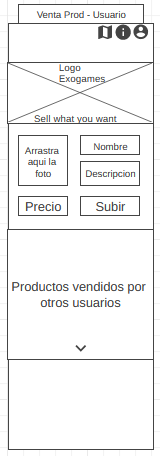 Venta Prod - Usuario
Logo
Exogames
Sell what you want
Arrastra
aqui la
foto
Nombre
Descripcion
Precio
Subir
Productos vendidos por
otros usuarios